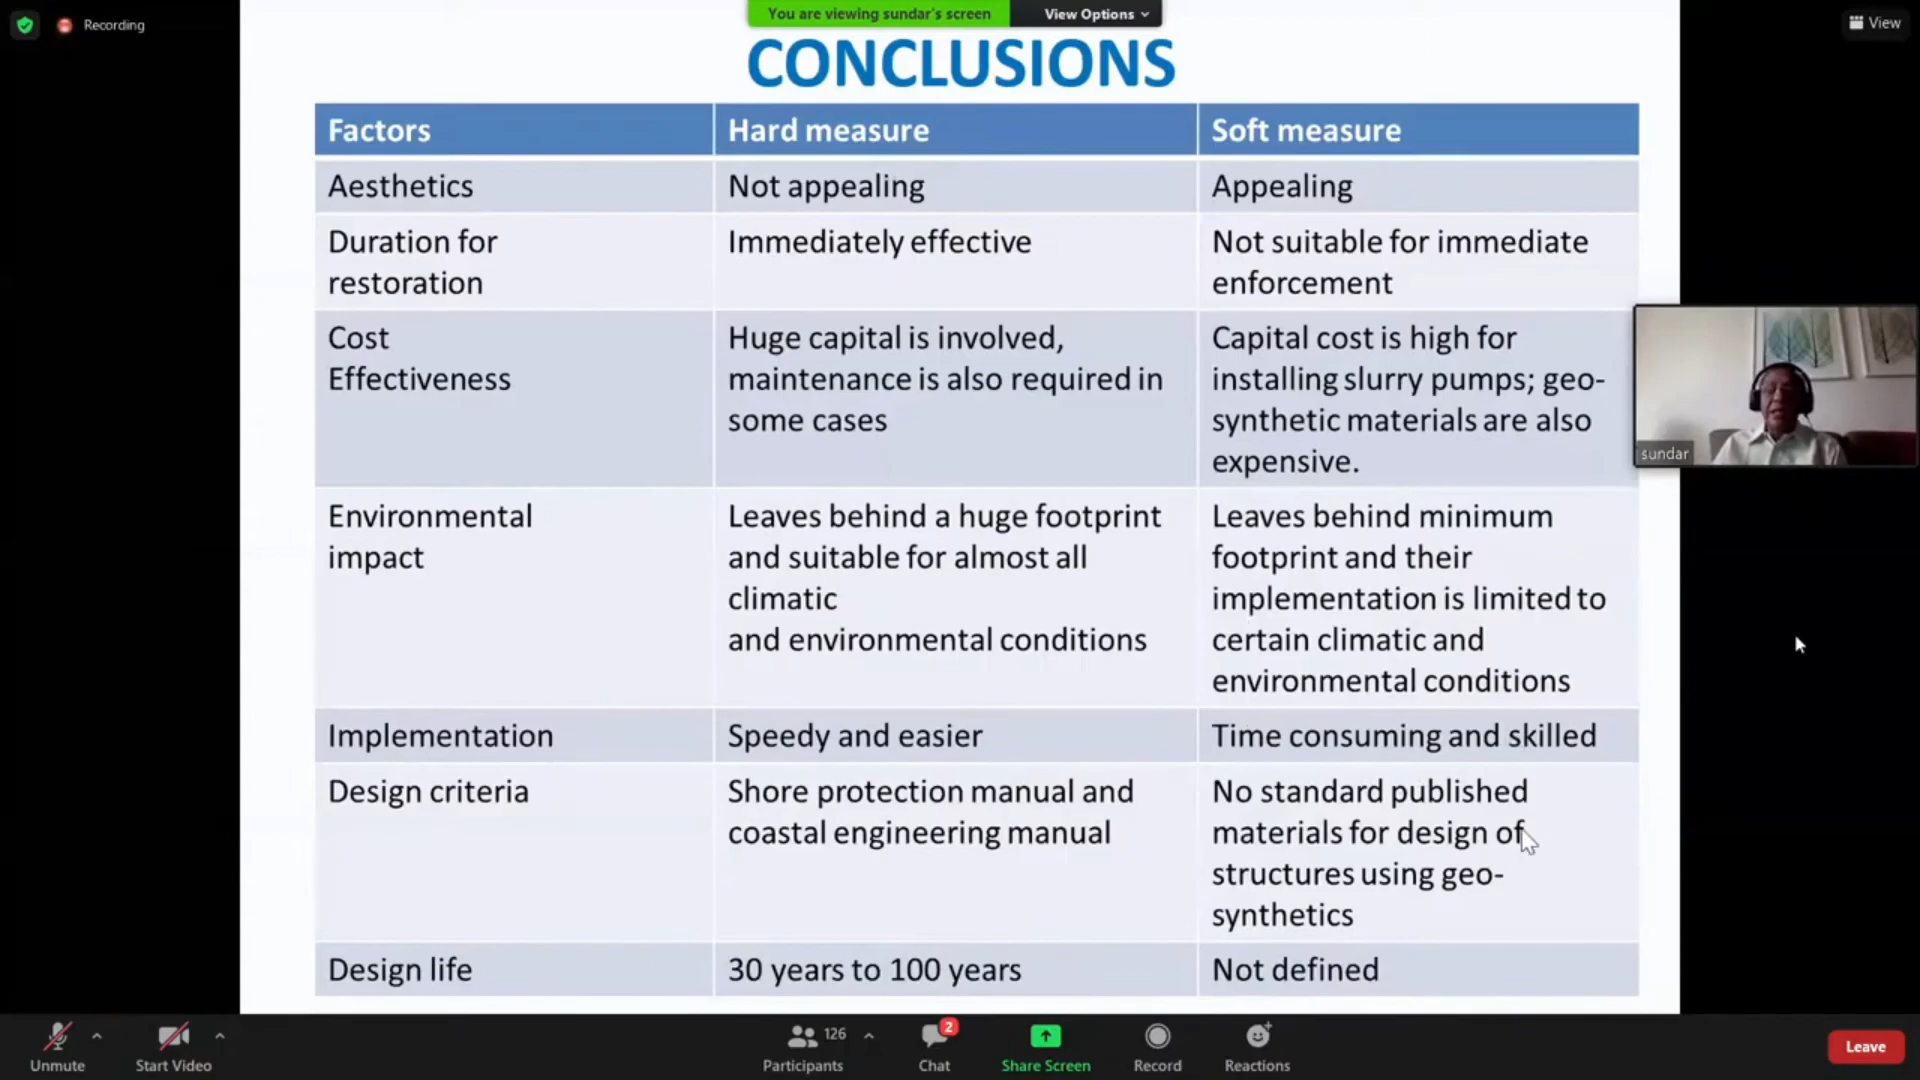 Recording
You are viewing sundar's screen
View Options
View
CONCLUSIONS
Factors
Hard measure
Soft measure
Aesthetics
Not appealing
Appealing
Duration for
restoration
Immediately effective
Not suitable for immediate
enforcement
Cost
Effectiveness
Huge capital is involved,
maintenance is also required in
some cases
Capital cost is high for
installing slurry pumps; geo-
synthetic materials are also
expensive.
Environmental
impact
Leaves behind a huge footprint
and suitable for almost all
climatic
and environmental conditions
Leaves behind minimum
footprint and their
implementation is limited to
certain climatic and
environmental conditions
Implementation
Speedy and easier
Time consuming and skilled
Design criteria
Shore protection manual and
coastal engineering manual
No standard published
materials for design of
structures using geo-
synthetics
Design life
30 years to 100 years
Not defined
sundar
Unmute
Start Video
126
Participants
2
Chat
Share Screen
Record
Reactions
Leave